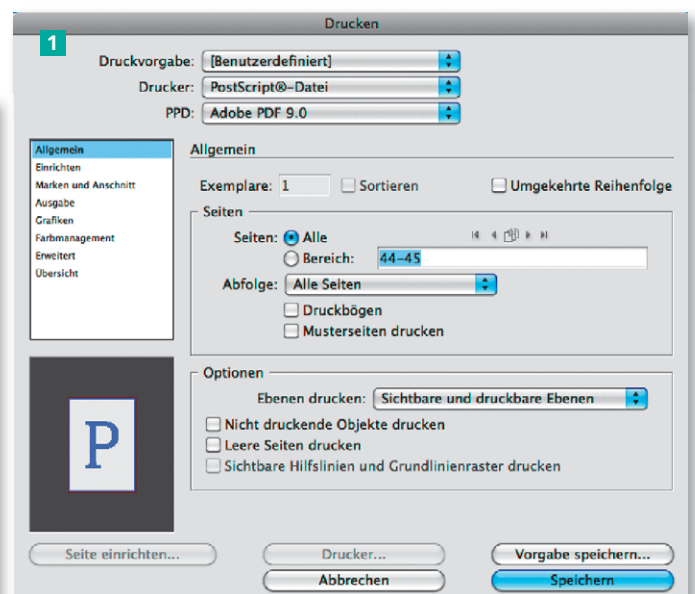 Drucken
1
Druckvorgabe: [Benutzerdefiniert]
Drucker: PostScript®-Datei
PPD: Adobe PDF 9.0
Allgemein
Einrichten
Marken und Anschnitt
Ausgabe
Grafiken
Farbmanagement
Erweitert
Übersicht
Allgemein
Exemplare: 1 Sortieren Umgekehrte Reihenfolge
Seiten
Seiten: Alle
Bereich: 44–45
Abfolge: Alle Seiten
Druckbögen
Musterseiten drucken
Optionen
Ebenen drucken: Sichtbare und druckbare Ebenen
Nicht druckende Objekte drucken
Leere Seiten drucken
Sichtbare Hilfslinien und Grundlinienraster drucken
P
Seite einrichten... Drucker... Vorgabe speichern...
Abbrechen Speichern